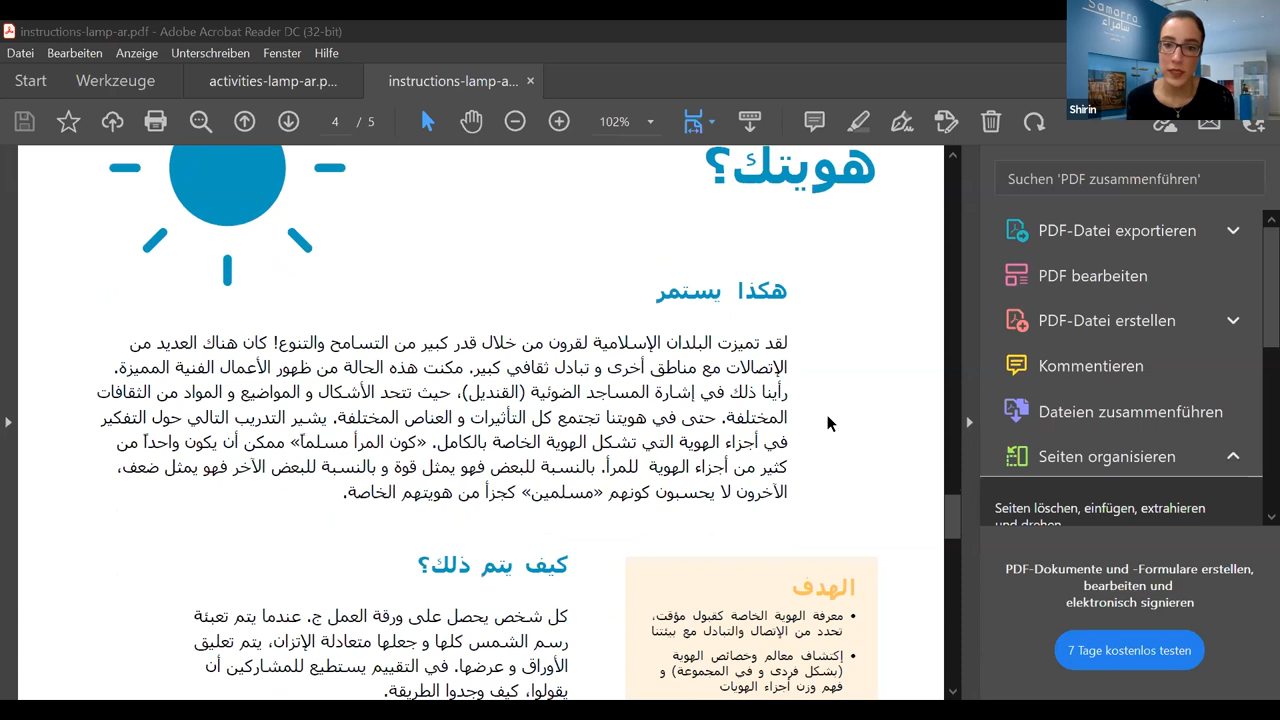 instructions-lamp-ar.pdf - Adobe Acrobat Reader DC (32-bit)
Datei Bearbeiten Anzeige Unterschreiben Fenster Hilfe
Start Werkzeuge activities-lamp-ar.p... instructions-lamp-a... ×
4 / 5 102%
Samarra
سامراء
Shirin
هويتك؟
هكذا يستمر
لقد تميزت البلدان الإسلامية لقرون من خلال قدر كبير من التسامح والتنوع! كان هناك العديد من
الإتصالات مع مناطق أخرى و تبادل ثقافي كبير. مكنت هذه الحالة من ظهور الأعمال الفنية المميزة.
رأينا ذلك في إشارة المساجد الضوئية (القنديل)، حيث تتحد الأشكال و المواضيع و المواد من الثقافات
المختلفة. حتى في هويتنا تجتمع كل التأثيرات و العناص المختلفة. يشير التدريب التالي حول التفكير
في أجزاء الهوية التي تشكل الهوية الخاصة بالكامل. «كون المرأ مسلماً» ممكن أن يكون واحداً من
كثير من أجزاء الهوية للمرأ. بالنسبة للبعض فهو يمثل قوة و بالنسبة للبعض الآخر فهو يمثل ضعف،
الآخرون لا يحسبون كونهم «مسلمين» كجزأ من هويتهم الخاصة.
كيف يتم ذلك؟
كل شخص يحصل على ورقة العمل ج. عندما يتم تعبئة
رسم الشمس كلها و جعلها متعادلة الإتزان، يتم تعليق
الأوراق و عرضها. في التقييم يستطيع للمشاركين أن
يقولوا، كيف وجدوا الطريقة.
الهدف
• معرفة الهوية الخاصة كقبول مؤقت،
تحدد من الإتصال والتبادل مع بيئتنا
• إكتشاف معالم وخصائص الهوية
(بشكل فردى و في المجموعة) و
فهم وزن أجزاء الهويات
Suchen 'PDF zusammenführen'
PDF-Datei exportieren
PDF bearbeiten
PDF-Datei erstellen
Kommentieren
Dateien zusammenführen
Seiten organisieren
Seiten löschen, einfügen, extrahieren
und drehen
PDF-Dokumente und -Formulare erstellen,
bearbeiten und
elektronisch signieren
7 Tage kostenlos testen